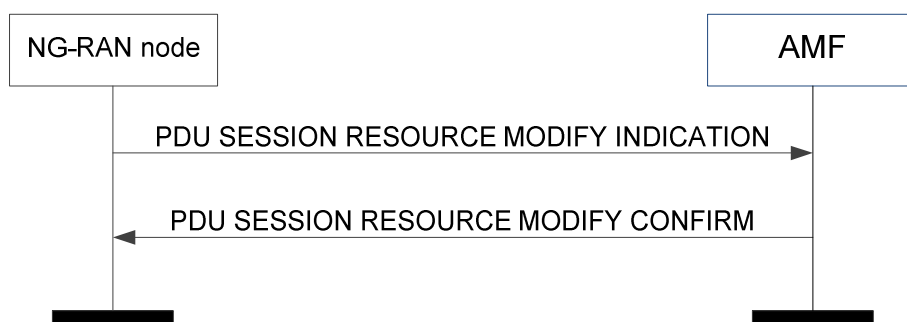 NG-RAN node
AMF
PDU SESSION RESOURCE MODIFY INDICATION
PDU SESSION RESOURCE MODIFY CONFIRM